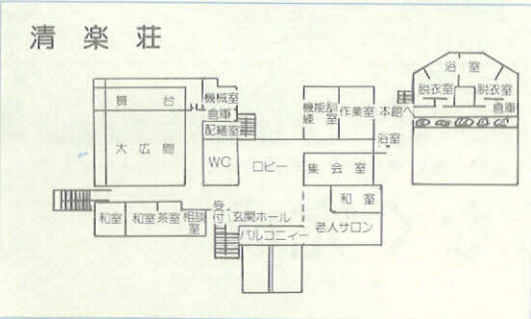 清楽荘
浴室
脱衣室
脱衣室
倉庫
舞台
機械室
倉庫
配繕室
大広間
WC
ロビー
機能訓練室
作業室
本館へ
浴室
集会室
和室
老人サロン
和室
和室
茶室
相談室
受付
玄関ホール
バルコニィー